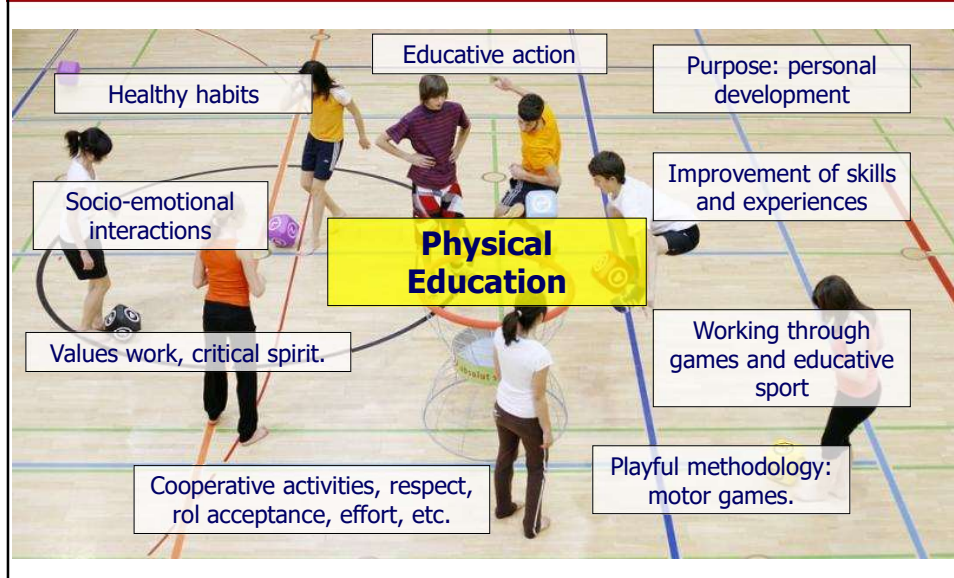 Educative action
Purpose: personal
development
Healthy habits
Improvement of skills
and experiences
Socio-emotional
interactions
Physical
Education
Working through
games and educative
sport
Values work, critical spirit.
Playful methodology:
motor games.
Cooperative activities, respect,
rol acceptance, effort, etc.